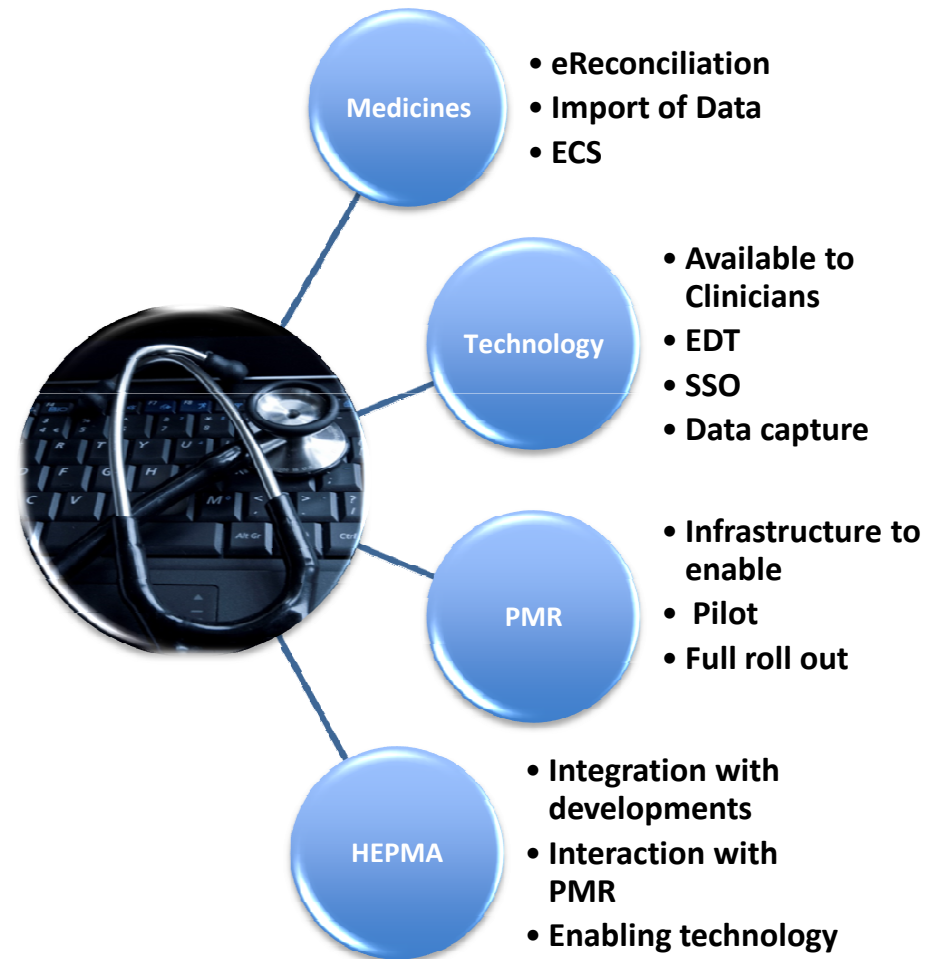 Medicines
• eReconciliation
• Import of Data
• ECS
Technology
• Available to
Clinicians
• EDT
• SSO
• Data capture
PMR
• Infrastructure to
enable
• Pilot
• Full roll out
HEPMA
• Integration with
developments
• Interaction with
PMR
• Enabling technology